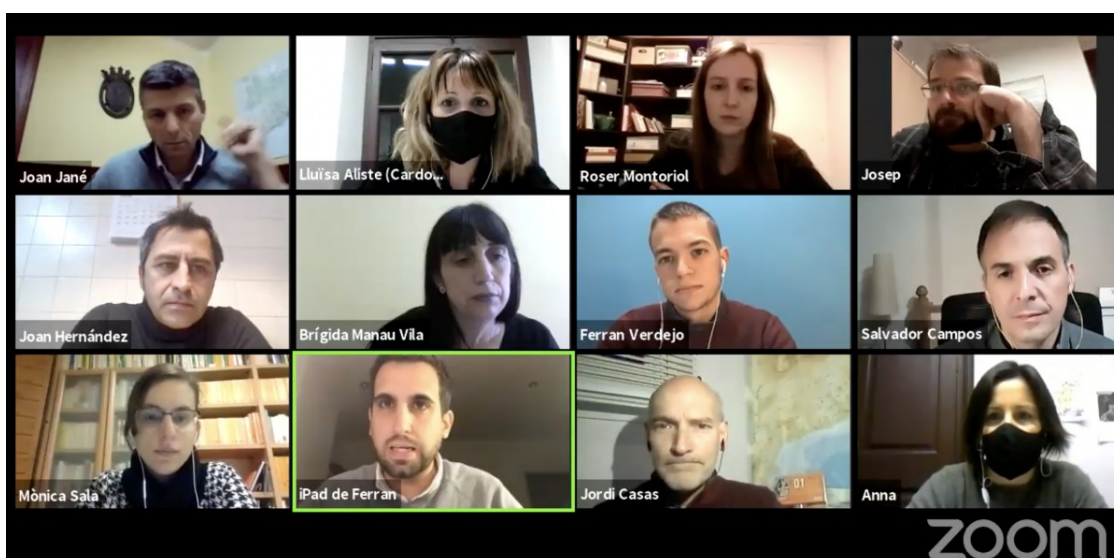 Joan Jané
Lluïsa Aliste (Cardo...
Roser Montoriol
Josep
Joan Hernández
Brígida Manau Vila
Ferran Verdejo
Salvador Campos
Mònica Sala
iPad de Ferran
Jordi Casas
01
Anna
zoom